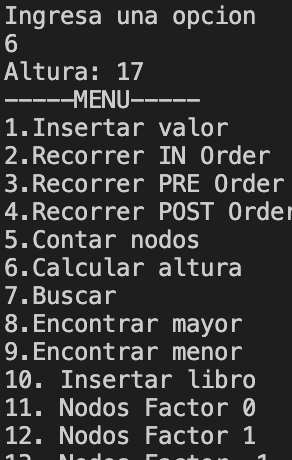 Ingresa una opcion
6
Altura: 17
-----MENU-----
1.Insertar valor
2.Recorrer IN Order
3.Recorrer PRE Order
4.Recorrer POST Order
5.Contar nodos
6.Calcular altura
7.Buscar
8.Encontrar mayor
9.Encontrar menor
10. Insertar libro
11. Nodos Factor 0
12. Nodos Factor 1